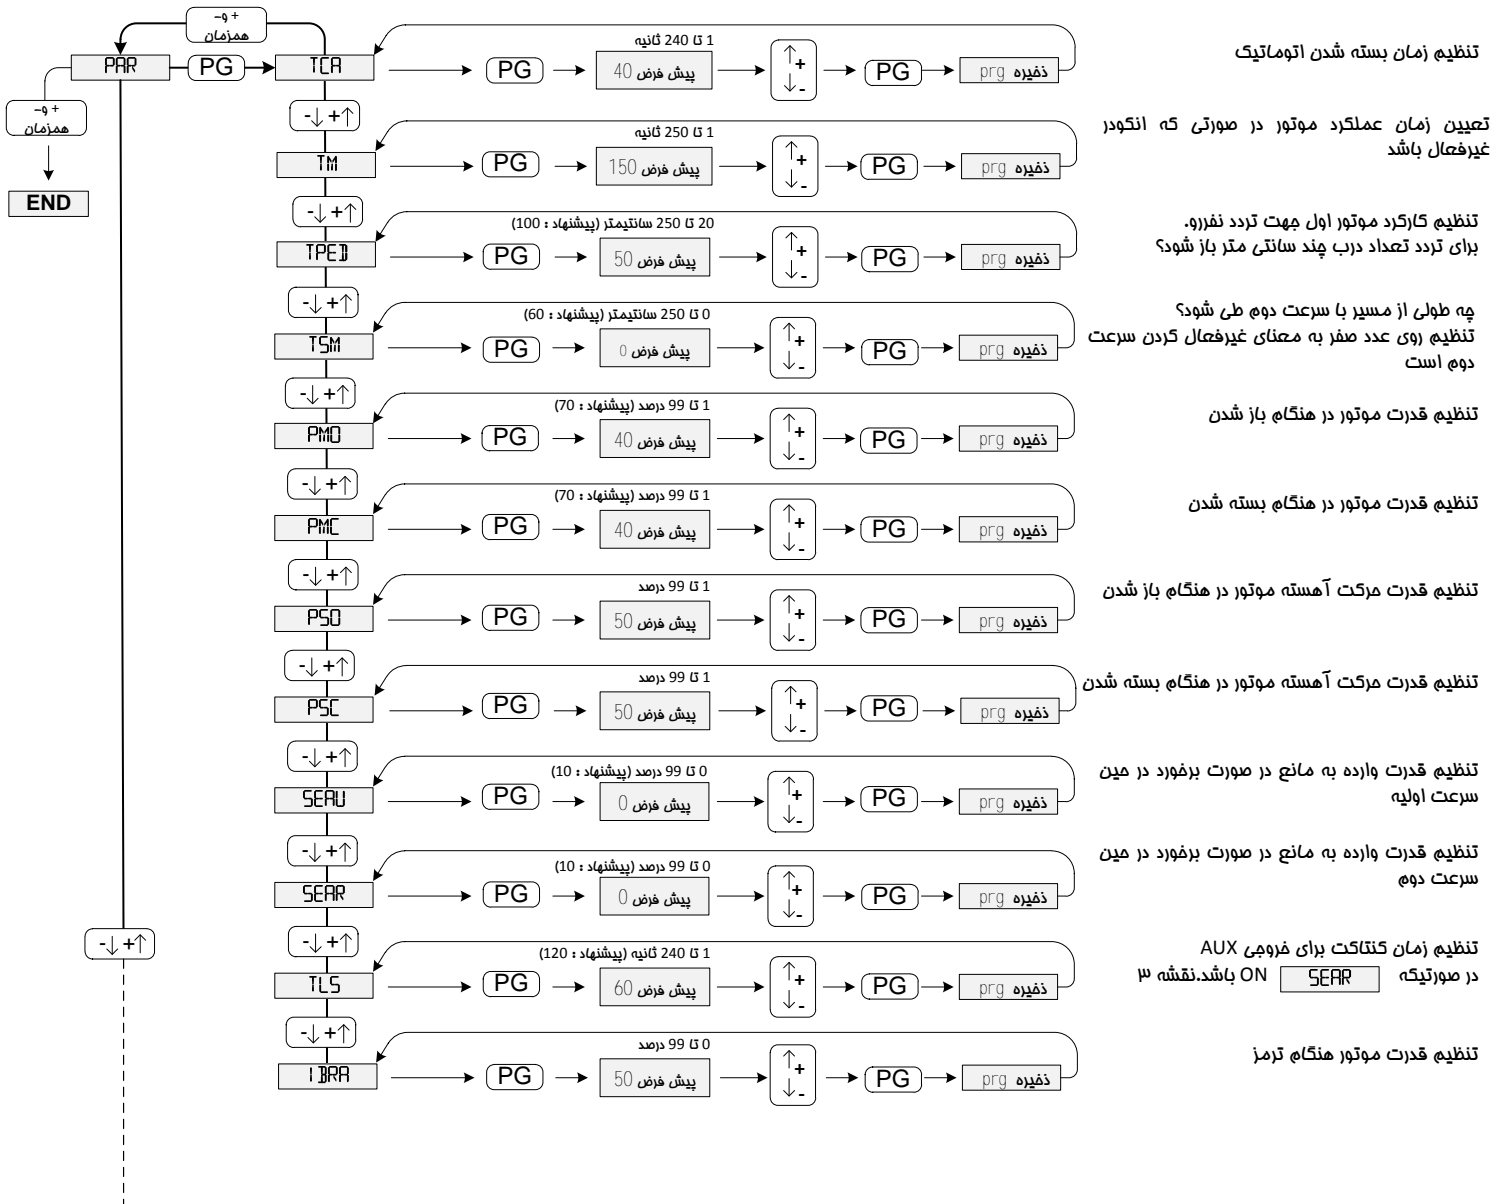 + و-
همزمان
PAR
PG
TCA
1 تا 240 ثانیه
PG
پیش فرض 40
↑+
↓-
PG
ذفیره prg
تنظیم زمان بسته شدن اتوماتیک
+ و-
همزمان
END
-↓+↑
TM
1 تا 250 ثانیه
PG
پیش فرض 150
↑+
↓-
PG
ذفیره prg
تعیین زمان عملکرد موتور در صورتی که انکودر
غیرفعال باشد
-↓+↑
TPED
20 تا 250 سانتیمتر (پیشنهاد : 100)
PG
پیش فرض 50
↑+
↓-
PG
ذفیره prg
تنظیم کارکرد موتور اول جهت تردد نفررو.
برای تردد تعداد درب چند سانتی متر باز شود؟
-↓+↑
TSM
0 تا 250 سانتیمتر (پیشنهاد : 60)
PG
پیش فرض 0
↑+
↓-
PG
ذفیره prg
چه طولی از مسیر با سرعت دوم طی شود؟
تنظیم روی عدد صفر به معنای غیرفعال کردن سرعت
دوم است
-↓+↑
PMO
1 تا 99 درصد (پیشنهاد : 70)
PG
پیش فرض 40
↑+
↓-
PG
ذفیره prg
تنظیم قدرت موتور در هنگام باز شدن
-↓+↑
PMC
1 تا 99 درصد (پیشنهاد : 70)
PG
پیش فرض 40
↑+
↓-
PG
ذفیره prg
تنظیم قدرت موتور در هنگام بسته شدن
-↓+↑
PSO
1 تا 99 درصد
PG
پیش فرض 50
↑+
↓-
PG
ذفیره prg
تنظیم قدرت حرکت آهسته موتور در هنگام باز شدن
-↓+↑
PSC
1 تا 99 درصد
PG
پیش فرض 50
↑+
↓-
PG
ذفیره prg
تنظیم قدرت حرکت آهسته موتور در هنگام بسته شدن
-↓+↑
SEAV
0 تا 99 درصد (پیشنهاد : 10)
PG
پیش فرض 0
↑+
↓-
PG
ذفیره prg
تنظیم قدرت وارده به مانع در صورت برخورد در حین
سرعت اولیه
-↓+↑
SEAR
0 تا 99 درصد (پیشنهاد : 10)
PG
پیش فرض 0
↑+
↓-
PG
ذفیره prg
تنظیم قدرت وارده به مانع در صورت برخورد در حین
سرعت دوم
-↓+↑
-↓+↑
TLS
1 تا 240 ثانیه (پیشنهاد : 120)
PG
پیش فرض 60
↑+
↓-
PG
ذفیره prg
تنظیم زمان کنتاکت برای خروجی AUX
در صورتیکه SEAR ON باشد.نقشه ۳
-↓+↑
IBRA
0 تا 99 درصد
PG
پیش فرض 50
↑+
↓-
PG
ذفیره prg
تنظیم قدرت موتور هنگام ترمز